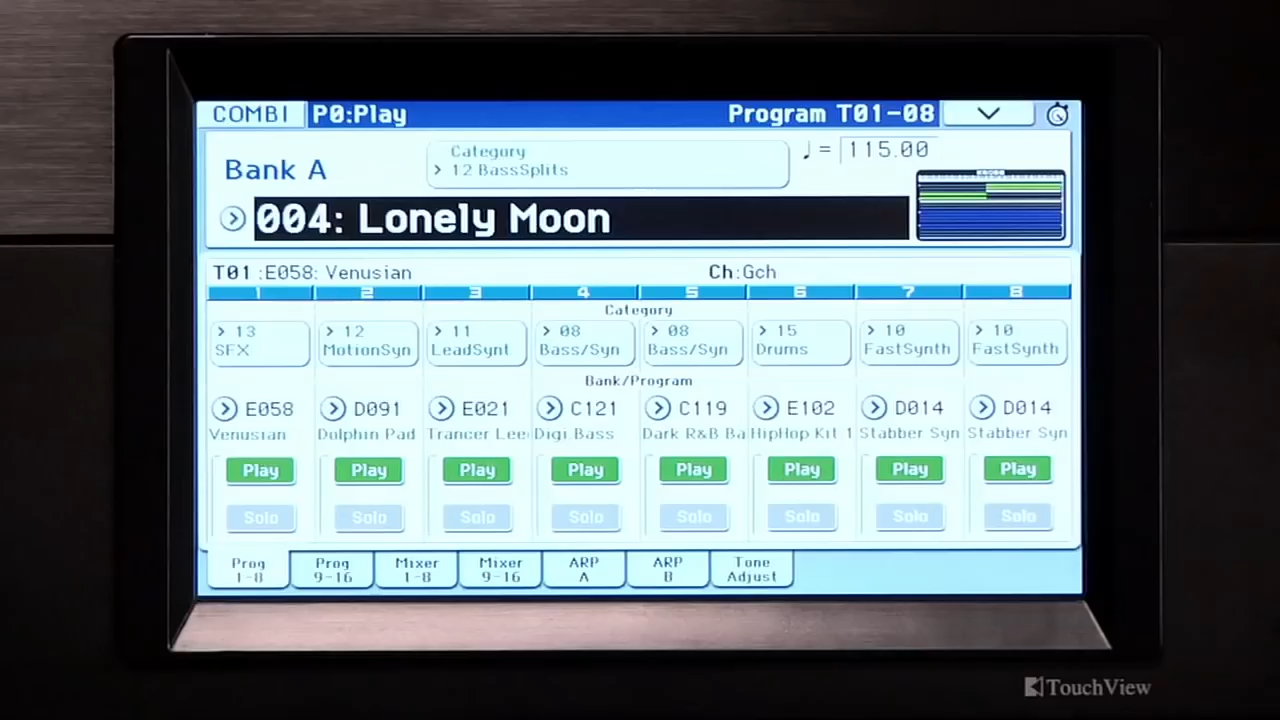 COMBI P0:Play Program T01-08
Category
♩= 115.00
Bank A > 12 BassSplits
004: Lonely Moon
T01 :E058: Venusian Ch:Gch
1 2 3 4 5 6 7 8
Category
> 13 > 12 > 11 > 08 > 08 > 15 > 10 > 10
SFX MotionSyn LeadSynt Bass/Syn Bass/Syn Drums FastSynth FastSynth
Bank/Program
E058 D091 E021 C121 C119 E102 D014 D014
Venusian Dolphin Pad Trancer Lee Digi Bass Dark R&B Ba HipHop Kit 1 Stabber Syn Stabber Syn
Play Play Play Play Play Play Play Play
Solo Solo Solo Solo Solo Solo Solo Solo
Prog Prog Mixer Mixer ARP ARP Tone
1-8 9-16 1-8 9-16 A B Adjust
TouchView